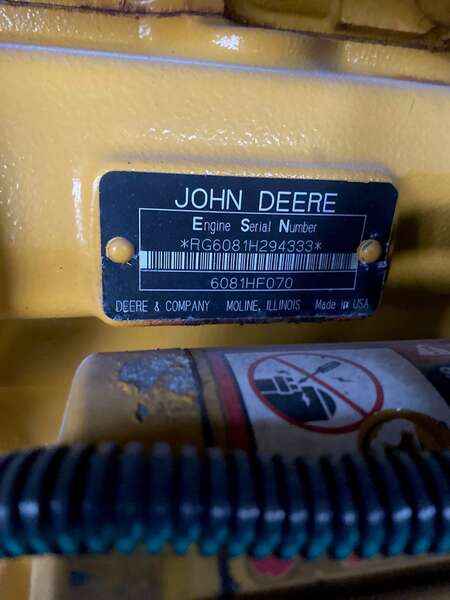 JOHN DEERE
Engine Serial Number
*RG6081H294333*
6081HF070
DEERE & COMPANY MOLINE, ILLINOIS Made in USA